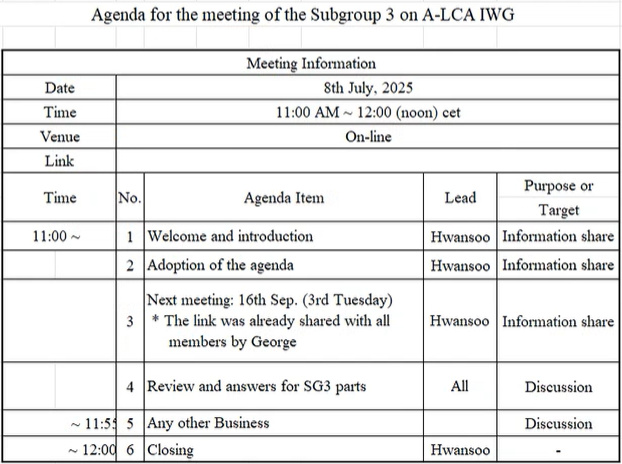 Agenda for the meeting of the Subgroup 3 on A-LCA IWG
Meeting Information
Date 8th July, 2025
Time 11:00 AM ~ 12:00 (noon) cet
Venue On-line
Link
Time No. Agenda Item Lead Purpose or Target
11:00 ~ 1 Welcome and introduction Hwansoo Information share
2 Adoption of the agenda Hwansoo Information share
Next meeting: 16th Sep. (3rd Tuesday)
3 * The link was already shared with all Hwansoo Information share
members by George
4 Review and answers for SG3 parts All Discussion
~ 11:55 5 Any other Business Discussion
~ 12:00 6 Closing Hwansoo -